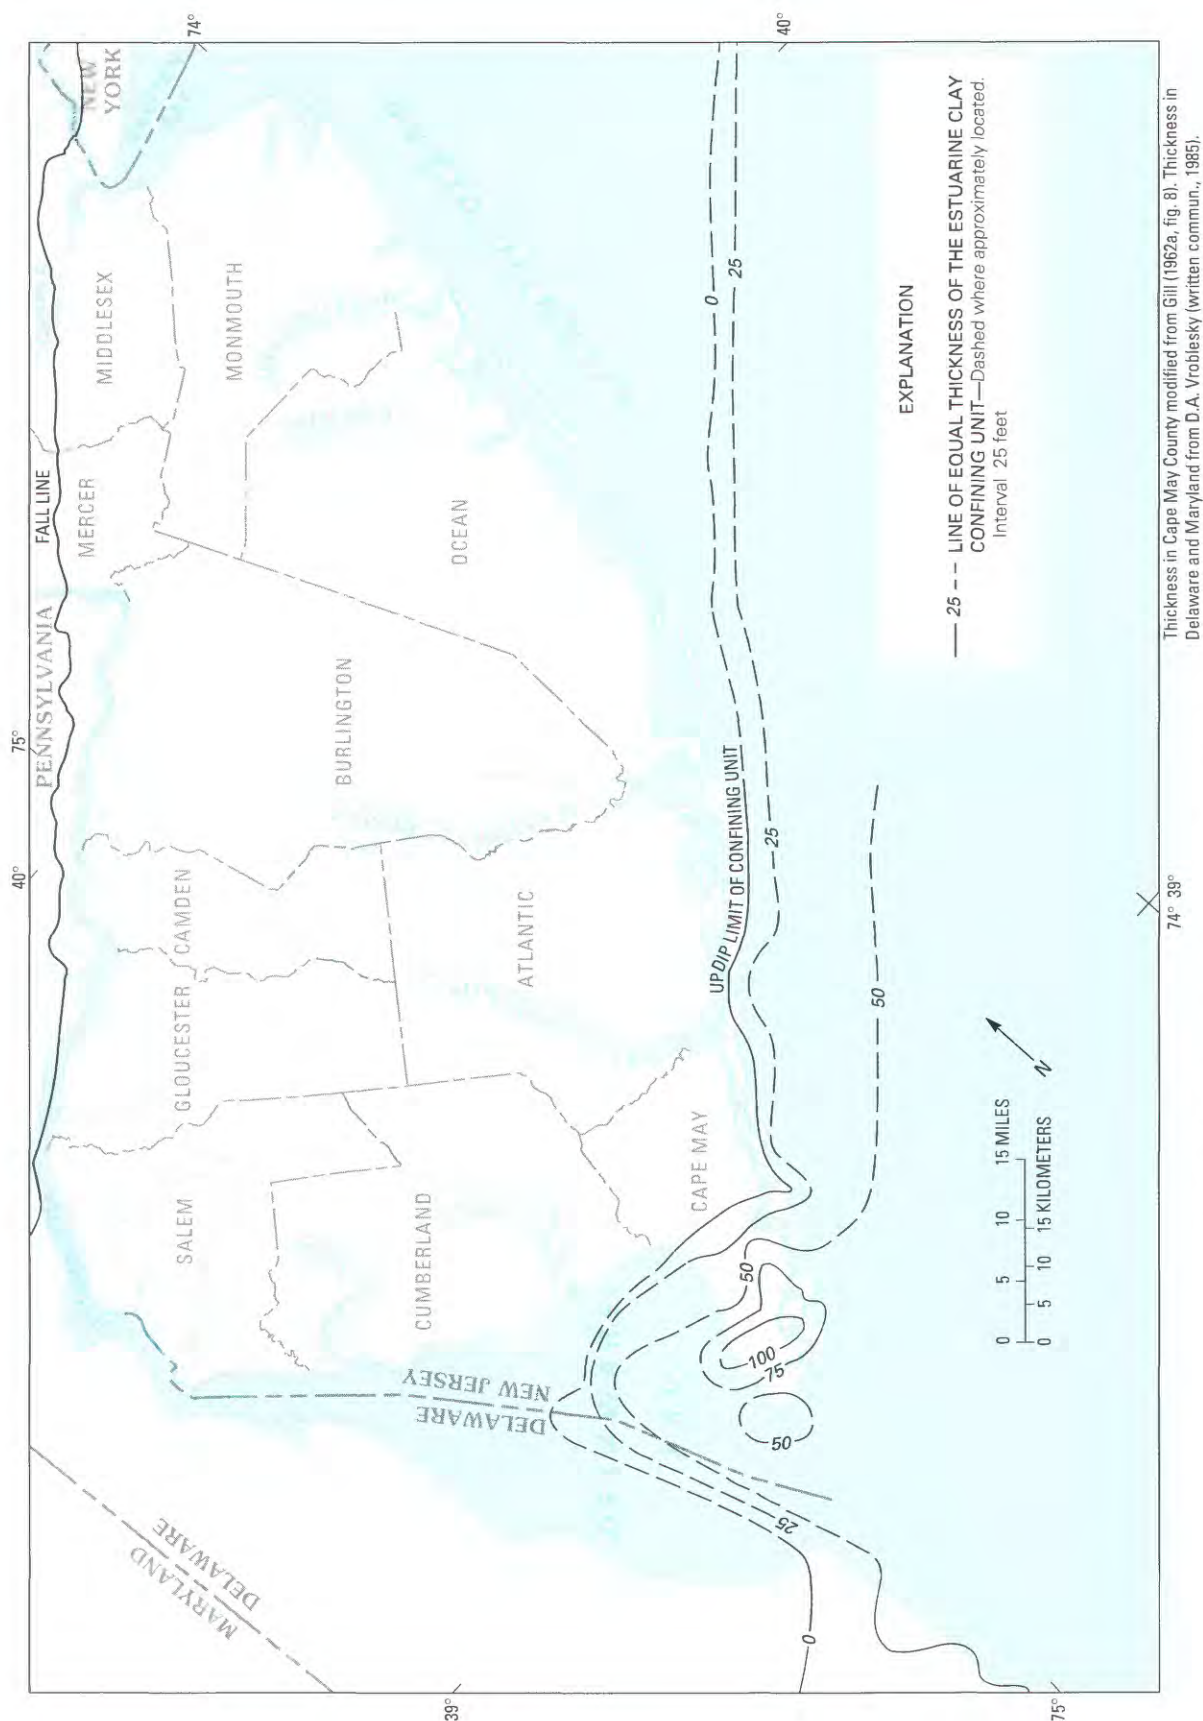 75°
74°
40°
PENNSYLVANIA
FALL LINE
NEW
YORK
MIDDLESEX
MERCER
MONMOUTH
OCEAN
BURLINGTON
CAMDEN
GLOUCESTER
ATLANTIC
SALEM
CUMBERLAND
CAPE MAY
NEW JERSEY
DELAWARE
MARYLAND
DELAWARE
39°
40°
UPDIP LIMIT OF CONFINING UNIT
0
25
25
50
50
100
75
50
25
0
EXPLANATION
— 25 - - LINE OF EQUAL THICKNESS OF THE ESTUARINE CLAY
CONFINING UNIT—Dashed where approximately located.
Interval 25 feet
N
0 5 10 15 MILES
0 5 10 15 KILOMETERS
75°
74° 39°
Thickness in Cape May County modified from Gill (1962a, fig. 8). Thickness in
Delaware and Maryland from D.A. Vroblesky (written commun., 1985).